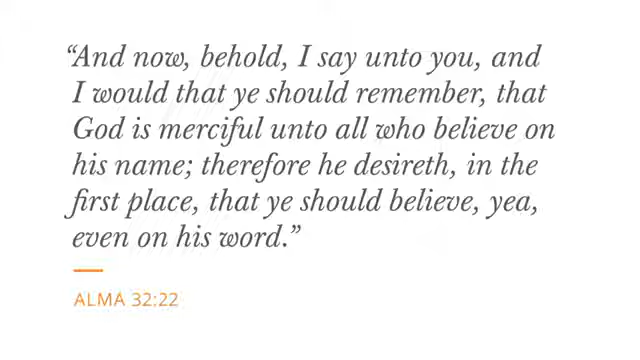 “And now, behold, I say unto you, and
I would that ye should remember, that
God is merciful unto all who believe on
his name; therefore he desireth, in the
first place, that ye should believe, yea,
even on his word.”
ALMA 32:22